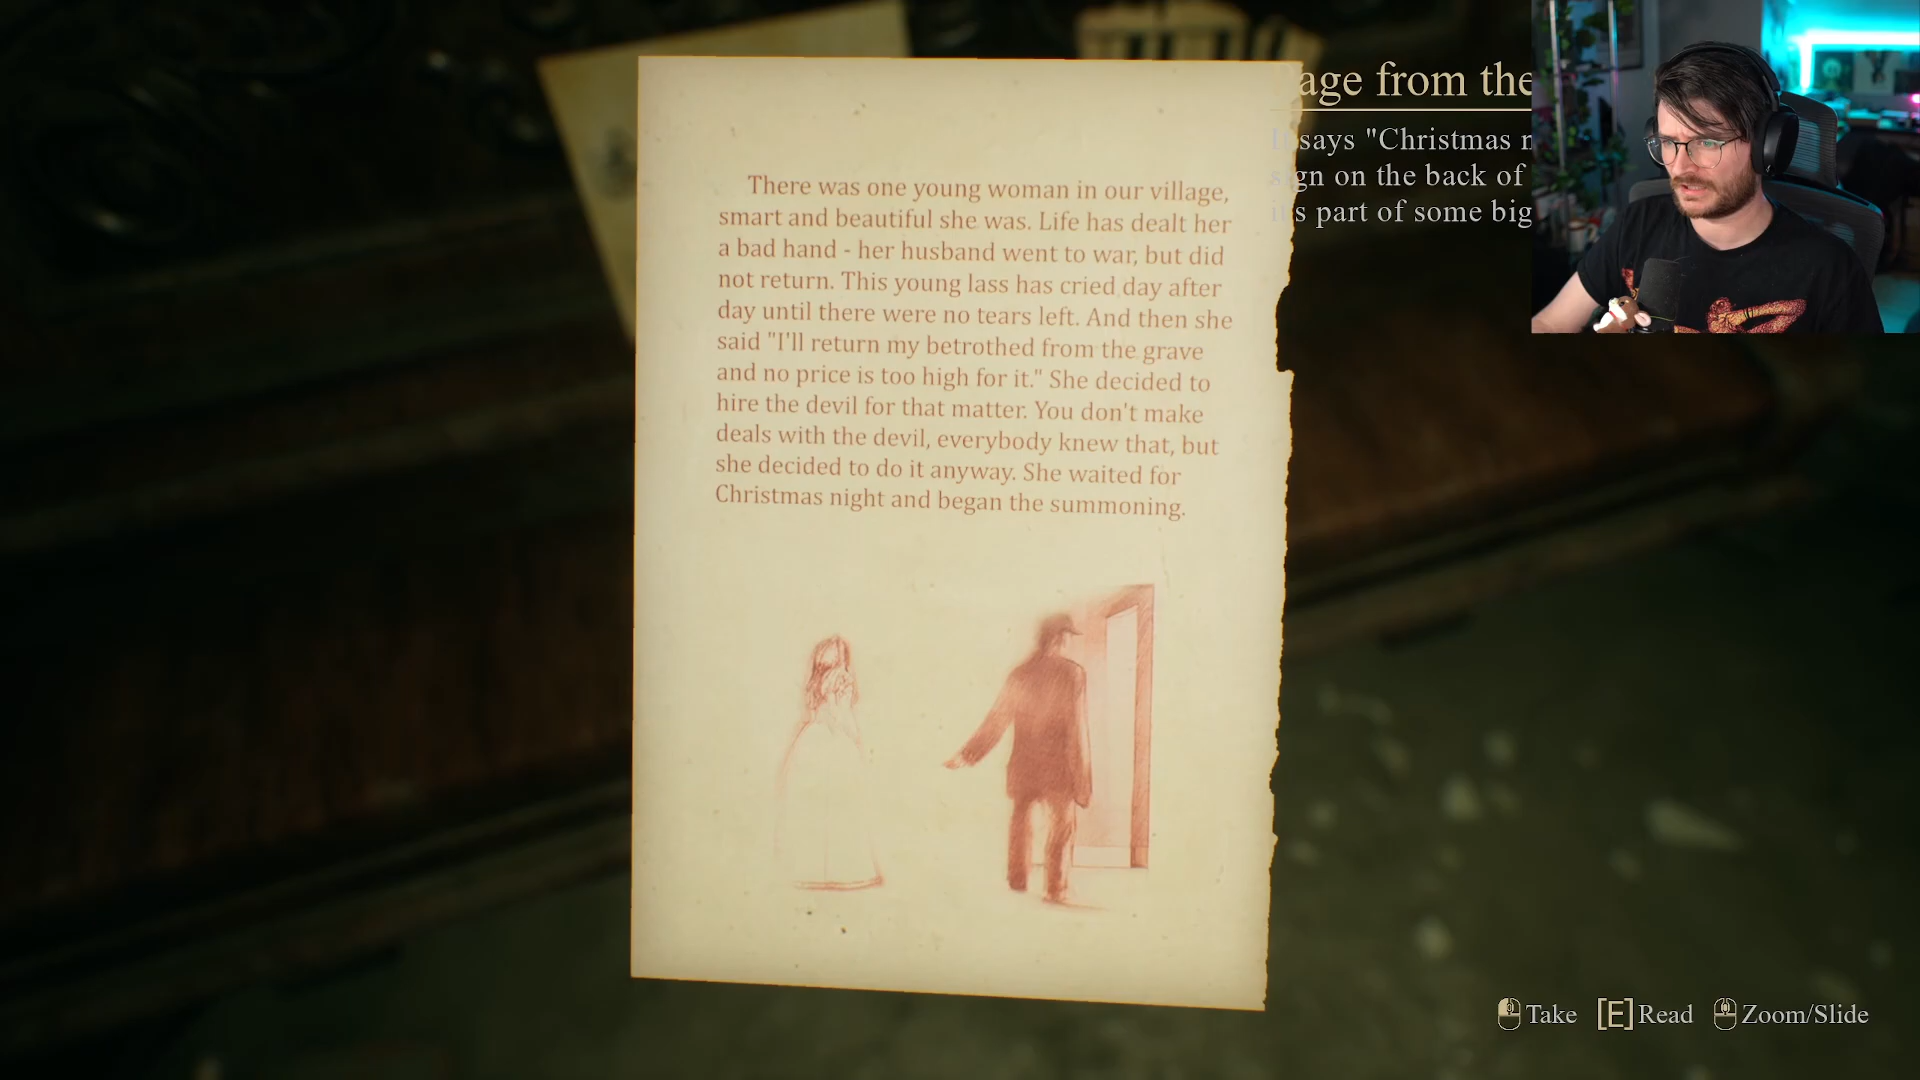 There was one young woman in our village,
smart and beautiful she was. Life has dealt her
a bad hand - her husband went to war, but did
not return. This young lass has cried day after
day until there were no tears left. And then she
said "I'll return my betrothed from the grave
and no price is too high for it." She decided to
hire the devil for that matter. You don't make
deals with the devil, everybody knew that, but
she decided to do it anyway. She waited for
Christmas night and began the summoning.
age from the
says "Christmas
gn on the back of
s part of some big
Take [E] Read Zoom/Slide